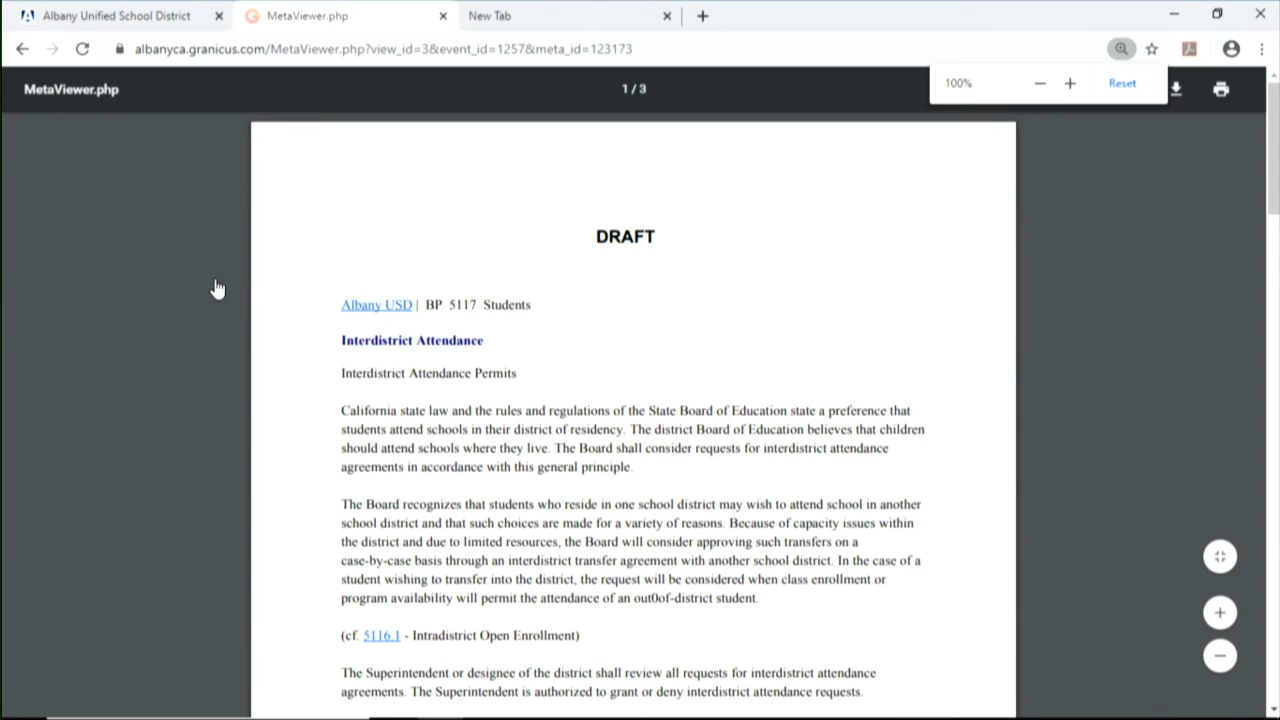 Albany Unified School District
MetaViewer.php
New Tab
albanyca.granicus.com/MetaViewer.php?view_id=3&event_id=1257&meta_id=123173
MetaViewer.php
1 / 3
100%
Reset
DRAFT
Albany USD | BP 5117 Students
Interdistrict Attendance
Interdistrict Attendance Permits
California state law and the rules and regulations of the State Board of Education state a preference that
students attend schools in their district of residency. The district Board of Education believes that children
should attend schools where they live. The Board shall consider requests for interdistrict attendance
agreements in accordance with this general principle.
The Board recognizes that students who reside in one school district may wish to attend school in another
school district and that such choices are made for a variety of reasons. Because of capacity issues within
the district and due to limited resources, the Board will consider approving such transfers on a
case-by-case basis through an interdistrict transfer agreement with another school district. In the case of a
student wishing to transfer into the district, the request will be considered when class enrollment or
program availability will permit the attendance of an out0of-district student.
(cf. 5116.1 - Intradistrict Open Enrollment)
The Superintendent or designee of the district shall review all requests for interdistrict attendance
agreements. The Superintendent is authorized to grant or deny interdistrict attendance requests.